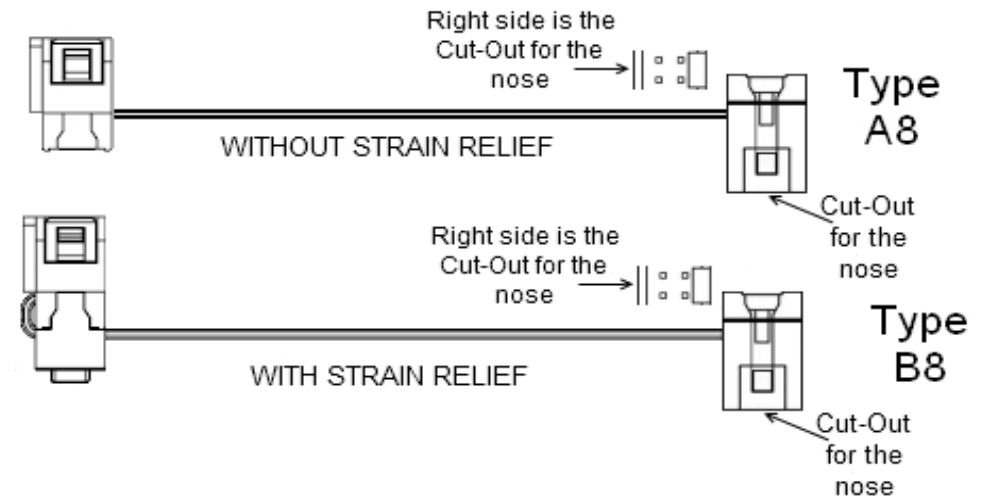 Right side is the
Cut-Out for the
nose
Type
A8
WITHOUT STRAIN RELIEF
Cut-Out
for the
nose
Right side is the
Cut-Out for the
nose
Type
B8
WITH STRAIN RELIEF
Cut-Out
for the
nose